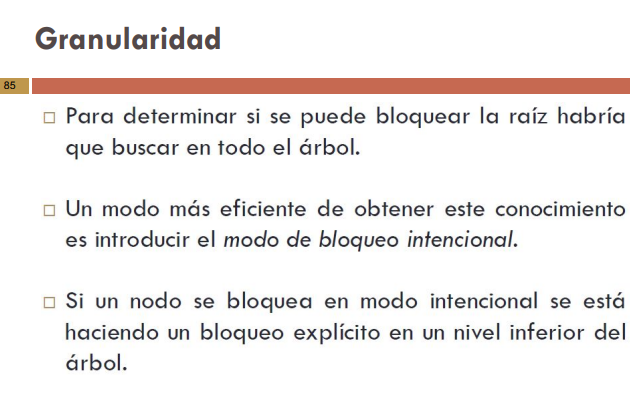 Granularidad
85
Para determinar si se puede bloquear la raíz habría
que buscar en todo el árbol.
Un modo más eficiente de obtener este conocimiento
es introducir el modo de bloqueo intencional.
Si un nodo se bloquea en modo intencional se está
haciendo un bloqueo explícito en un nivel inferior del
árbol.